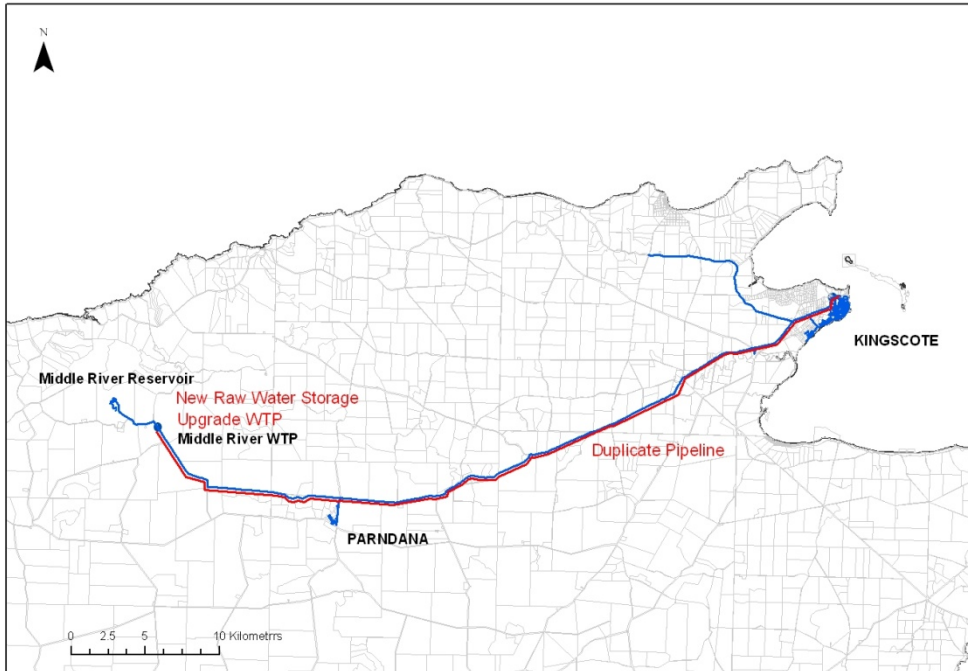 N
KINGSCOTE
Middle River Reservoir
New Raw Water Storage
Upgrade WTP
Middle River WTP
Duplicate Pipeline
PARNDANA
0 2.5 5 10 Kilometrrs